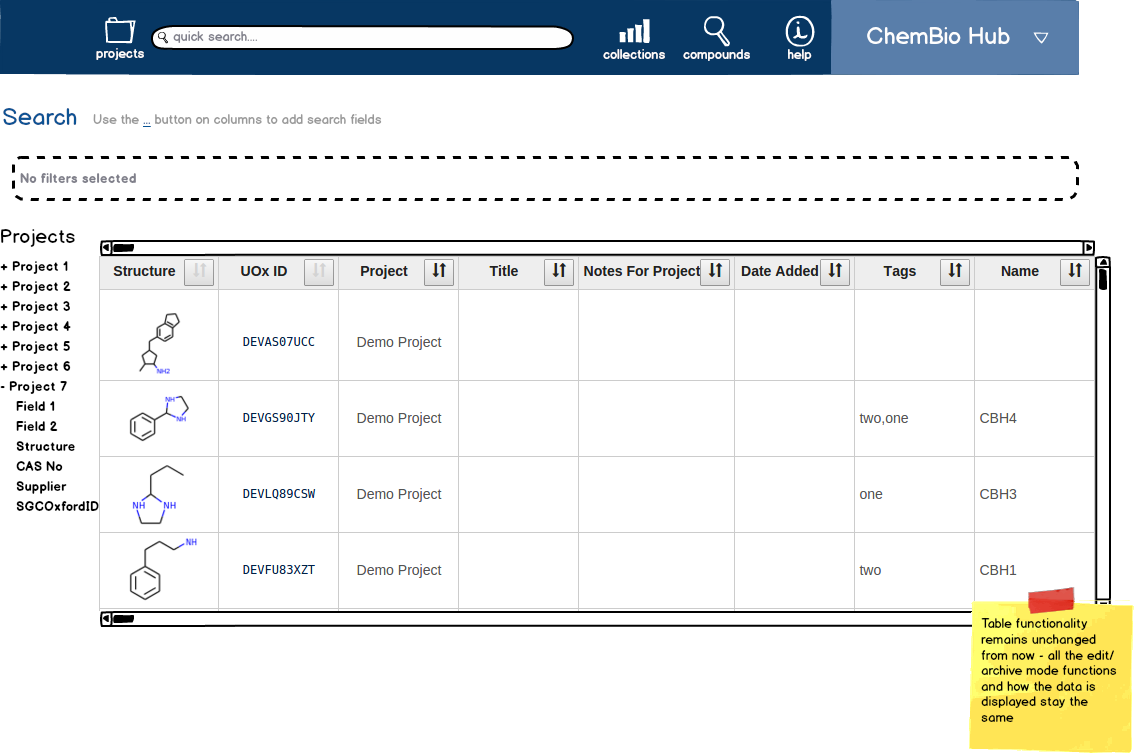 projects
quick search....
collections
compounds
help
ChemBio Hub
Search
Use the ... button on columns to add search fields
No filters selected
Projects
+ Project 1
+ Project 2
+ Project 3
+ Project 4
+ Project 5
+ Project 6
- Project 7
Field 1
Field 2
Structure
CAS No
Supplier
SGCOxfordID
Structure UOx ID Project Title Notes For Project Date Added Tags Name
NH2
DEVAS07UCC Demo Project
NH
NH
DEVGS90JTY Demo Project two,one CBH4
NH NH
DEVLQ89CSW Demo Project one CBH3
NH
DEVFU83XZT Demo Project two CBH1
Table functionality
remains unchanged
from now - all the edit/
archive mode functions
and how the data is
displayed stay the
same